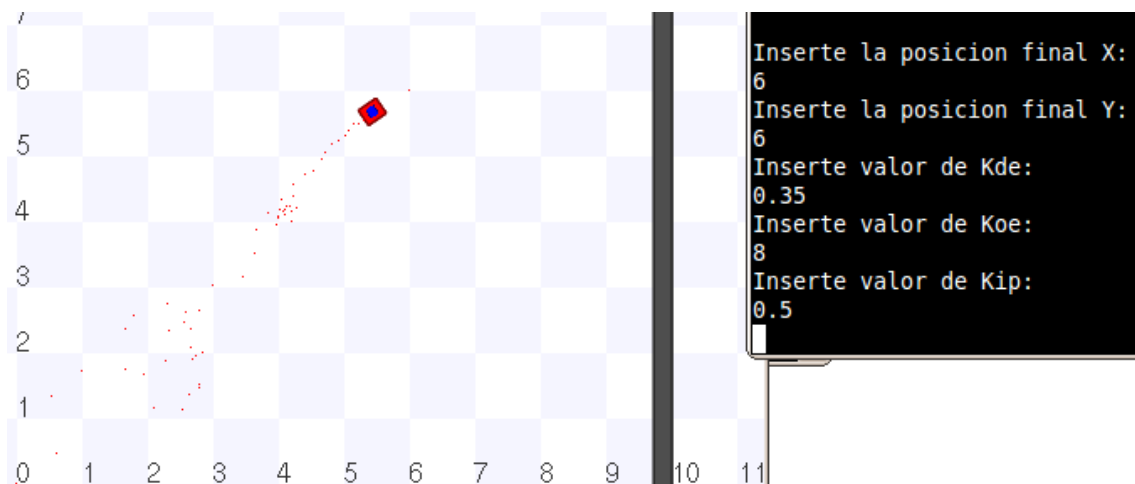 7
6
5
4
3
2
1
0 1 2 3 4 5 6 7 8 9 10 11
Inserte la posicion final X:
6
Inserte la posicion final Y:
6
Inserte valor de Kde:
0.35
Inserte valor de Koe:
8
Inserte valor de Kip:
0.5